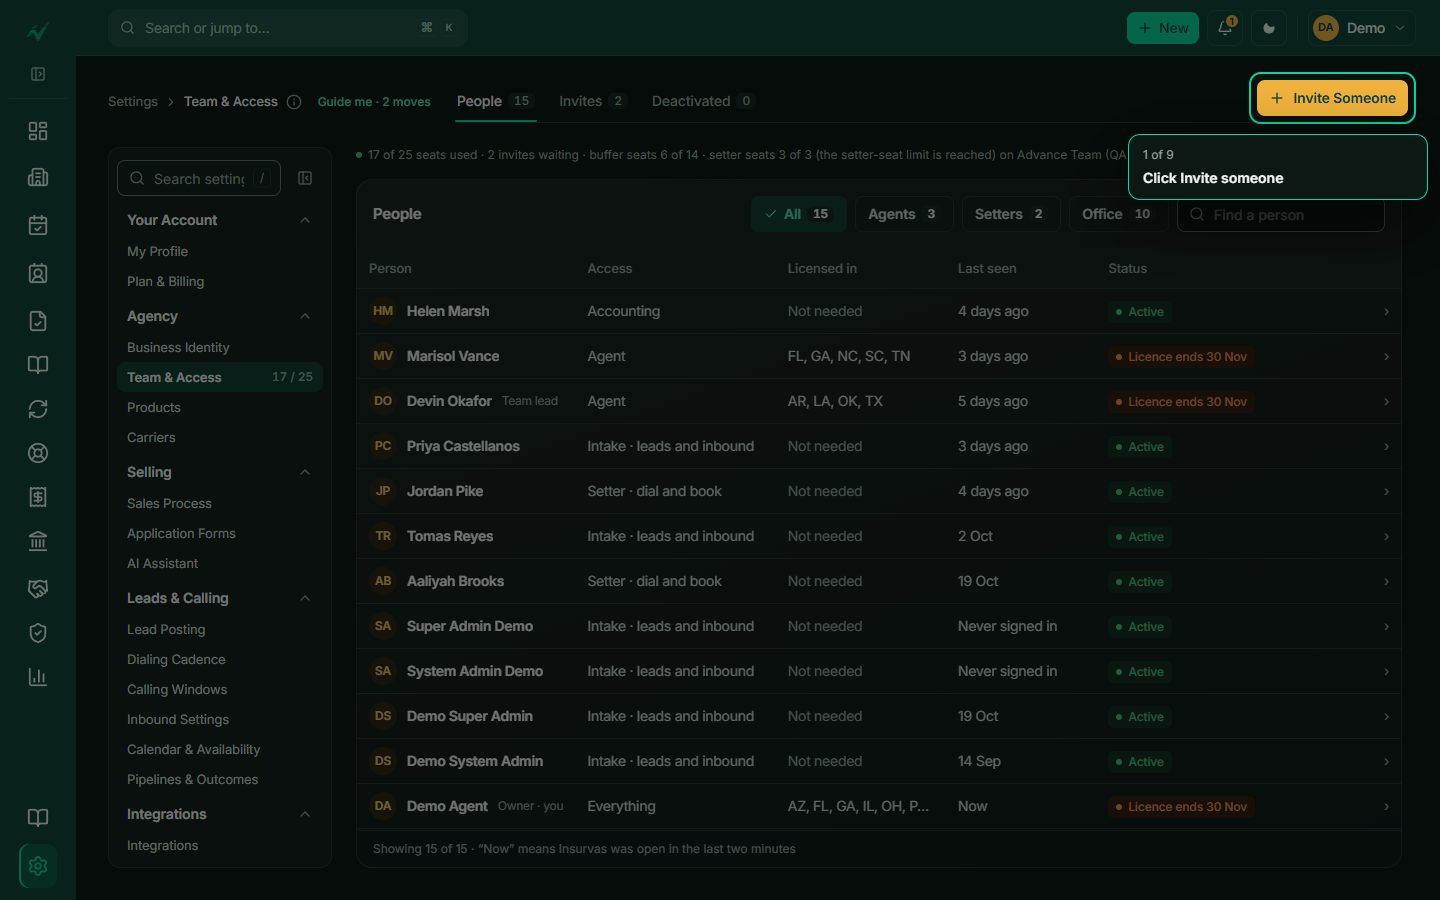 Search or jump to...
⌘ K
+ New
1
DA Demo
Settings > Team & Access
Guide me · 2 moves
People 15
Invites 2
Deactivated 0
+ Invite Someone
17 of 25 seats used · 2 invites waiting · buffer seats 6 of 14 · setter seats 3 of 3 (the setter-seat limit is reached) on Advance Team (QA
1 of 9
Click Invite someone
Search setting /
Your Account
My Profile
Plan & Billing
Agency
Business Identity
Team & Access 17 / 25
Products
Carriers
Selling
Sales Process
Application Forms
AI Assistant
Leads & Calling
Lead Posting
Dialing Cadence
Calling Windows
Inbound Settings
Calendar & Availability
Pipelines & Outcomes
Integrations
Integrations
People
All 15
Agents 3
Setters 2
Office 10
Find a person
Person Access Licensed in Last seen Status
HM Helen Marsh Accounting Not needed 4 days ago Active
MV Marisol Vance Agent FL, GA, NC, SC, TN 3 days ago Licence ends 30 Nov
DO Devin Okafor Team lead Agent AR, LA, OK, TX 5 days ago Licence ends 30 Nov
PC Priya Castellanos Intake · leads and inbound Not needed 3 days ago Active
JP Jordan Pike Setter · dial and book Not needed 4 days ago Active
TR Tomas Reyes Intake · leads and inbound Not needed 2 Oct Active
AB Aaliyah Brooks Setter · dial and book Not needed 19 Oct Active
SA Super Admin Demo Intake · leads and inbound Not needed Never signed in Active
SA System Admin Demo Intake · leads and inbound Not needed Never signed in Active
DS Demo Super Admin Intake · leads and inbound Not needed 19 Oct Active
DS Demo System Admin Intake · leads and inbound Not needed 14 Sep Active
DA Demo Agent Owner · you Everything AZ, FL, GA, IL, OH, P... Now Licence ends 30 Nov
Showing 15 of 15 · “Now” means Insurvas was open in the last two minutes